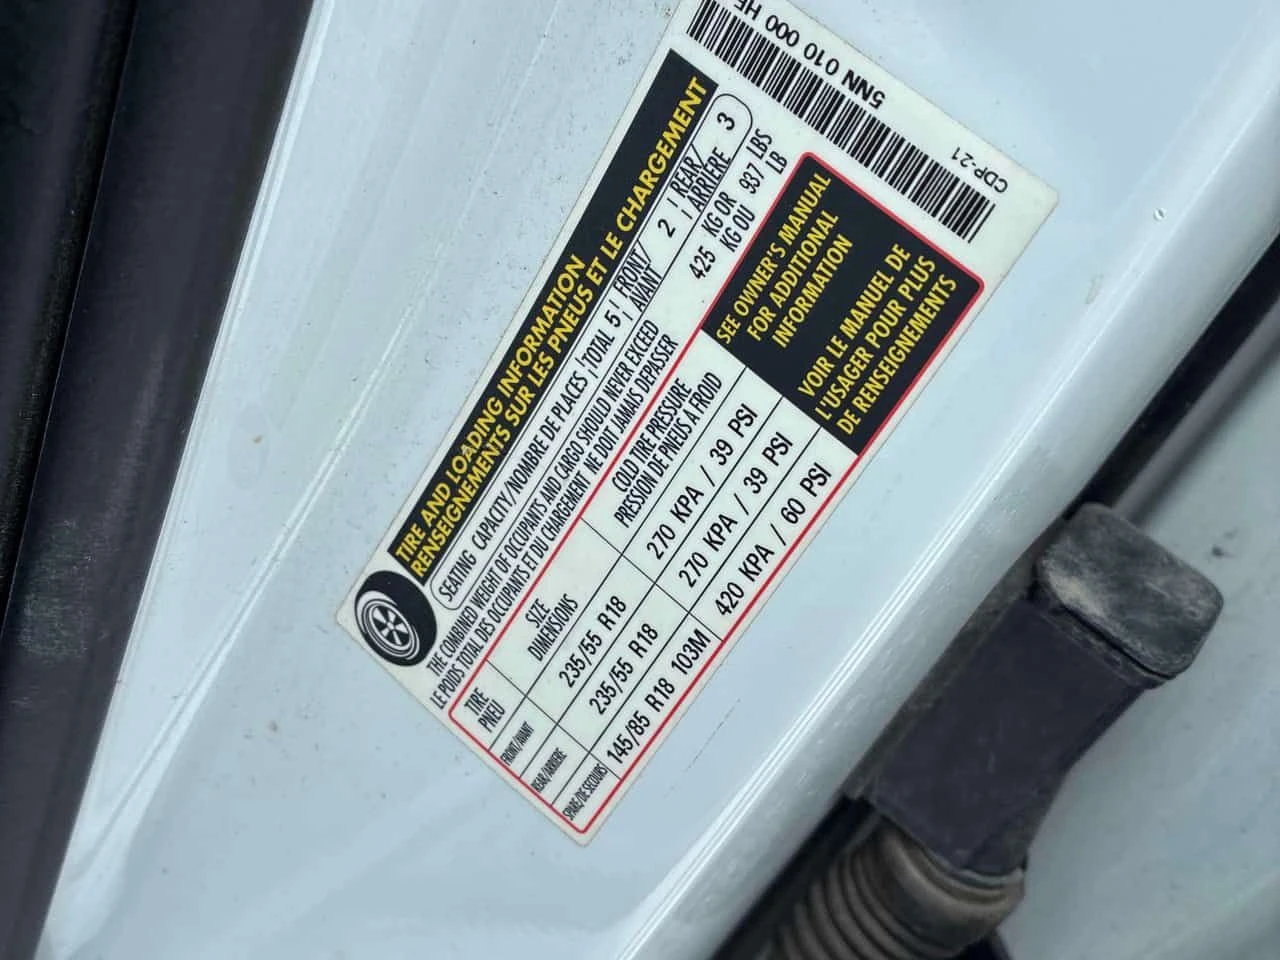 TIRE AND LOADING INFORMATION
RENSEIGNEMENTS SUR LES PNEUS ET LE CHARGEMENT
SEATING CAPACITY/NOMBRE DE PLACES TOTAL 5 FRONT/AVANT 2 REAR/ARRIÈRE 3
THE COMBINED WEIGHT OF OCCUPANTS AND CARGO SHOULD NEVER EXCEED 425 KG OR 937 LBS
LE POIDS TOTAL DES OCCUPANTS ET DU CHARGEMENT NE DOIT JAMAIS DEPASSER KG OU LB
TIRE PNEU
SIZE DIMENSIONS
COLD TIRE PRESSURE
PRESSION DE PNEUS A FROID
FRONT/AVANT 235/55 R18 270 KPA / 39 PSI
REAR/ARRIERE 235/55 R18 270 KPA / 39 PSI
SPARE/DE SECOURS 145/85 R18 103M 420 KPA / 60 PSI
SEE OWNER'S MANUAL
FOR ADDITIONAL
INFORMATION
VOIR LE MANUEL DE
L'USAGER POUR PLUS
DE RENSEIGNEMENTS
5NN 010 000 HE
CDP-21